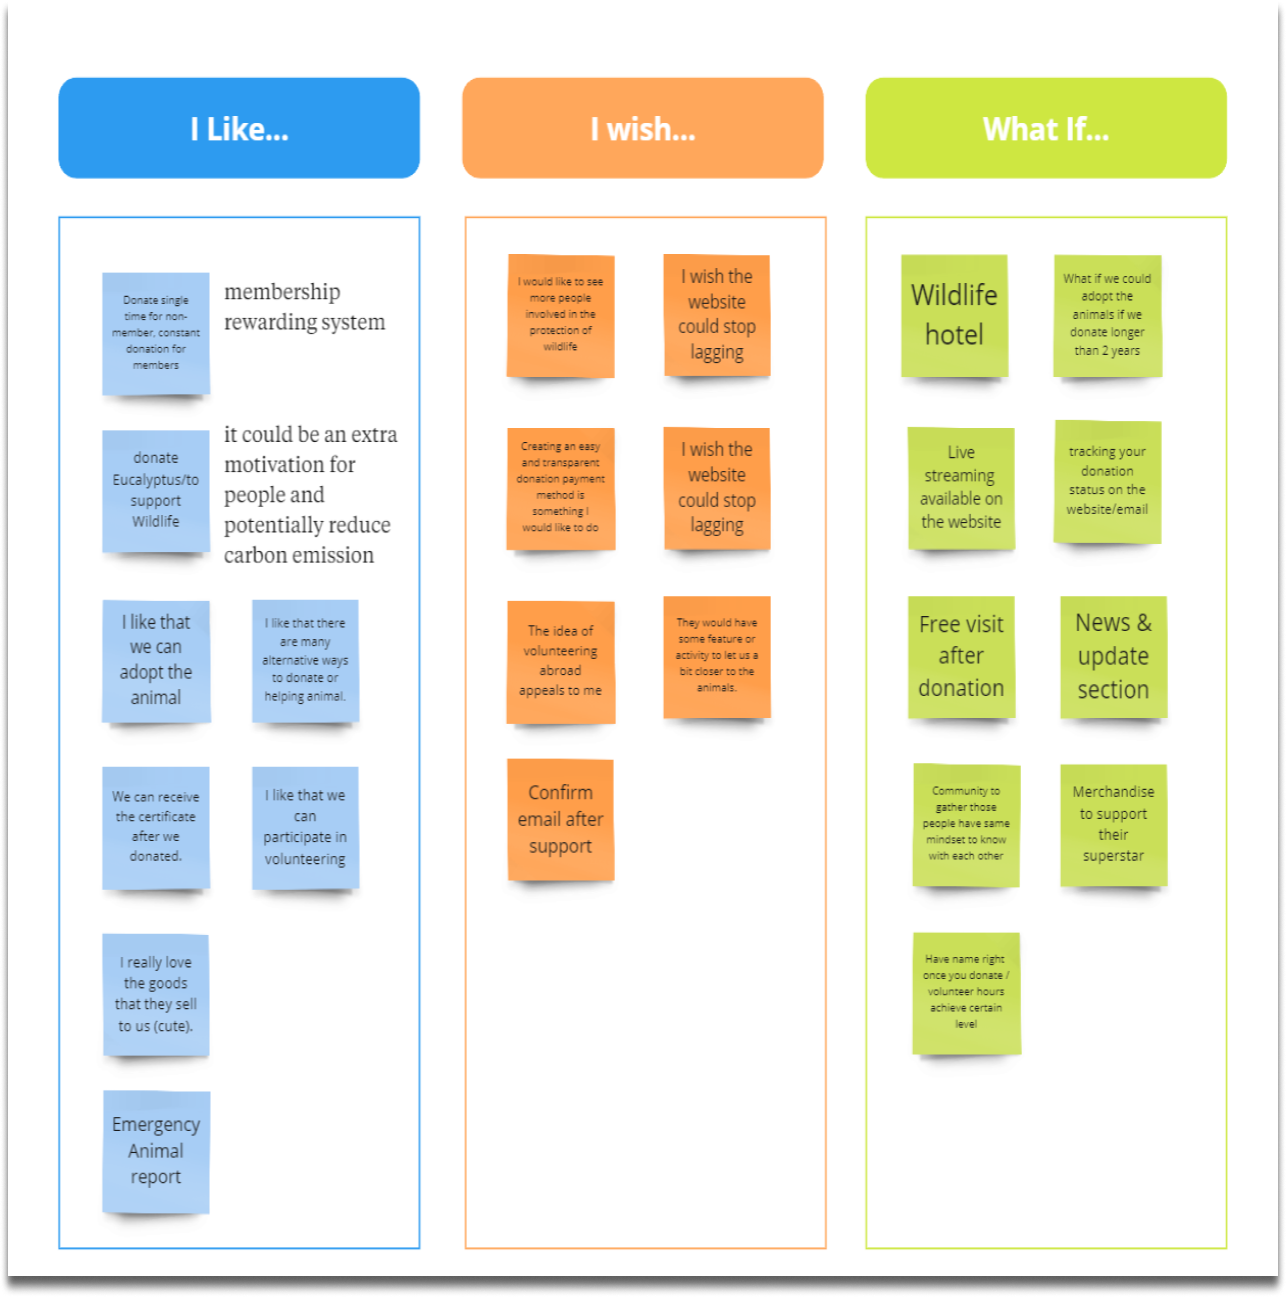 I Like...
I wish...
What If...
Donate single
time for non-
member, constant
donation for
members
membership
rewarding system
donate
Eucalyptus/to
support
Wildlife
it could be an extra
motivation for
people and
potentially reduce
carbon emission
I like that
we can
adopt the
animal
I like that there
are many
alternative ways
to donate or
helping animal.
We can receive
the certificate
after we
donated.
I like that we
can
participate in
volunteering
I really love
the goods
that they sell
to us (cute).
Emergency
Animal
report
I would like to see
more people
involved in the
protection of
wildlife
I wish the
website
could stop
lagging
Creating an easy
and transparent
donation payment
method is
something I
would like to do
I wish the
website
could stop
lagging
The idea of
volunteering
abroad
appeals to me
They would have
some feature or
activity to let us a
bit closer to the
animals.
Confirm
email after
support
Wildlife
hotel
What if we could
adopt the
animals if we
donate longer
than 2 years
Live
streaming
available on
the website
tracking your
donation
status on the
website/email
Free visit
after
donation
News &
update
section
Community to
gather those
people have same
mindset to know
with each other
Merchandise
to support
their
superstar
Have name right
once you donate /
volunteer hours
achieve certain
level